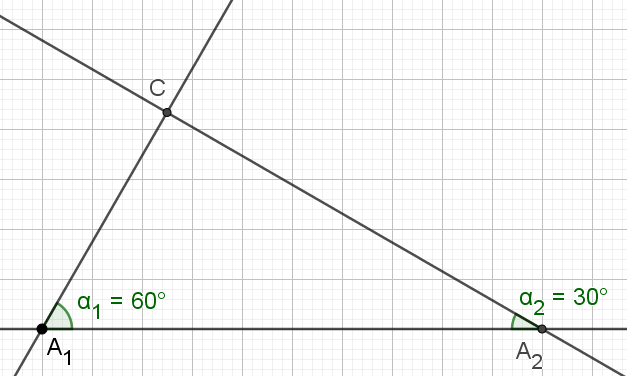 C
α₁ = 60°
α₂ = 30°
A₁
A₂